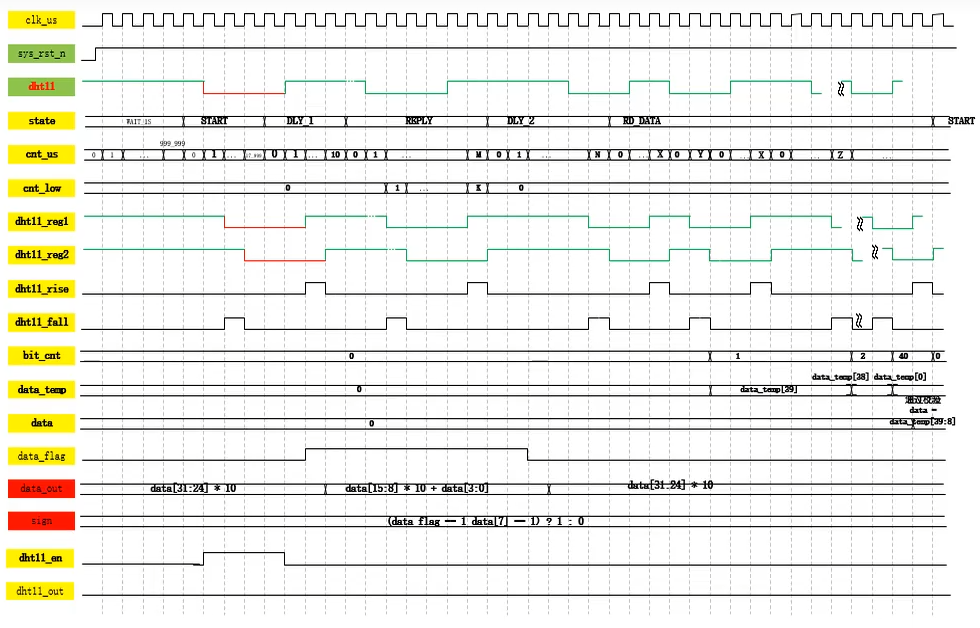 clk_us
sys_rst_n
dht11
state WAIT_1S START DLY_1 REPLY DLY_2 RD_DATA START
999_999
cnt_us 0 1 ... 0 1 ... 0 1 ... 10 0 1 ... M 0 1 ... N 0 ... X 0 Y 0 ... X 0 ... Z ...
cnt_low 0 1 ... K 0
dht11_reg1
dht11_reg2
dht11_rise
dht11_fall
bit_cnt 0 1 2 40 0
data_temp[38] data_temp[0]
data_temp 0 data_temp[39]
data =
data 0 data_temp[39:8]
data_flag
data_out data[31:24] * 10 data[15:8] * 10 + data[3:0] data[31:24] * 10
sign (data flag == 1 data[7] == 1) ? 1 : 0
dht11_en
dht11_out